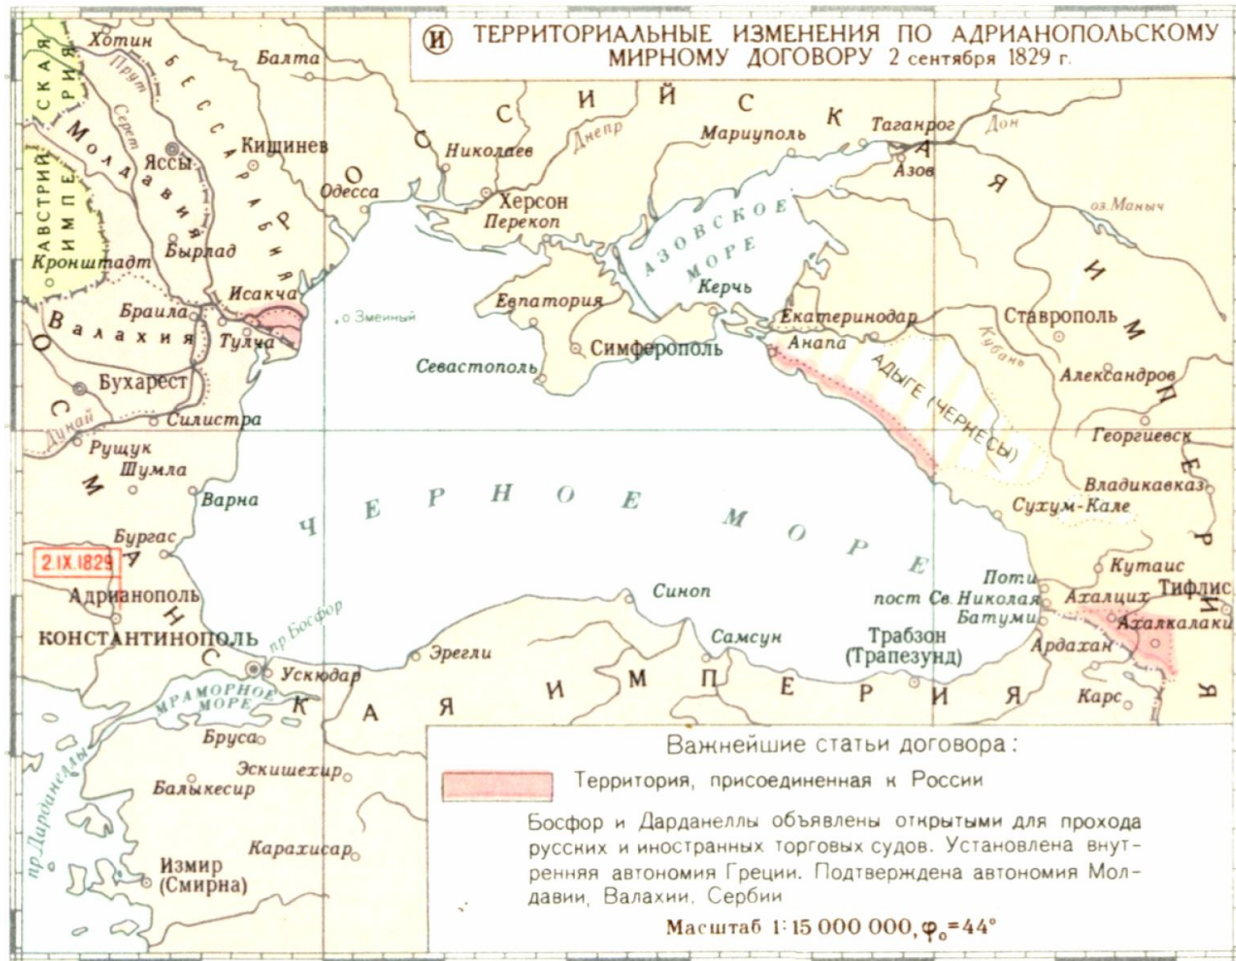 И
ТЕРРИТОРИАЛЬНЫЕ ИЗМЕНЕНИЯ ПО АДРИАНОПОЛЬСКОМУ
МИРНОМУ ДОГОВОРУ 2 сентября 1829 г.
РОССИЙСКАЯ ИМПЕРИЯ
АВСТРИЙСКАЯ
ИМПЕРИЯ
ОСМАНСКАЯ ИМПЕРИЯ
Хотин
Прут
БЕССАРАБИЯ
Балта
Серет
Молдавия
Яссы
Кишинев
Одесса
Николаев
Днепр
Херсон
Перекоп
Мариуполь
Таганрог
Дон
Азов
оз. Маныч
АЗОВСКОЕ
МОРЕ
Бырлад
Кронштадт
Исакча
Браила
Валахия
Тулча
о Змеиный
Евпатория
Керчь
Симферополь
Севастополь
Екатеринодар
Анапа
Кубань
Ставрополь
Александров
АДЫГЕ (ЧЕРКЕСЫ)
Георгиевск
Бухарест
Силистра
Дунай
Рущук
Шумла
Варна
ЧЕРНОЕ МОРЕ
Владикавказ
Сухум-Кале
Бургас
2.IX.1829
Адрианополь
КОНСТАНТИНОПОЛЬ
пр. Босфор
Ускюдар
МРАМОРНОЕ
МОРЕ
Эрегли
Синоп
Самсун
Трабзон
(Трапезунд)
Поти
пост Св. Николая
Батуми
Кутаис
Тифлис
Ахалцих
Ахалкалаки
Ардахан
Карс
Бруса
Эскишехир
Балыкесир
пр. Дарданеллы
Карахисар
Измир
(Смирна)
Важнейшие статьи договора:
Территория, присоединенная к России
Босфор и Дарданеллы объявлены открытыми для прохода
русских и иностранных торговых судов. Установлена внут-
ренняя автономия Греции. Подтверждена автономия Мол-
давии, Валахии, Сербии
Масштаб 1:15 000 000, φ₀=44°